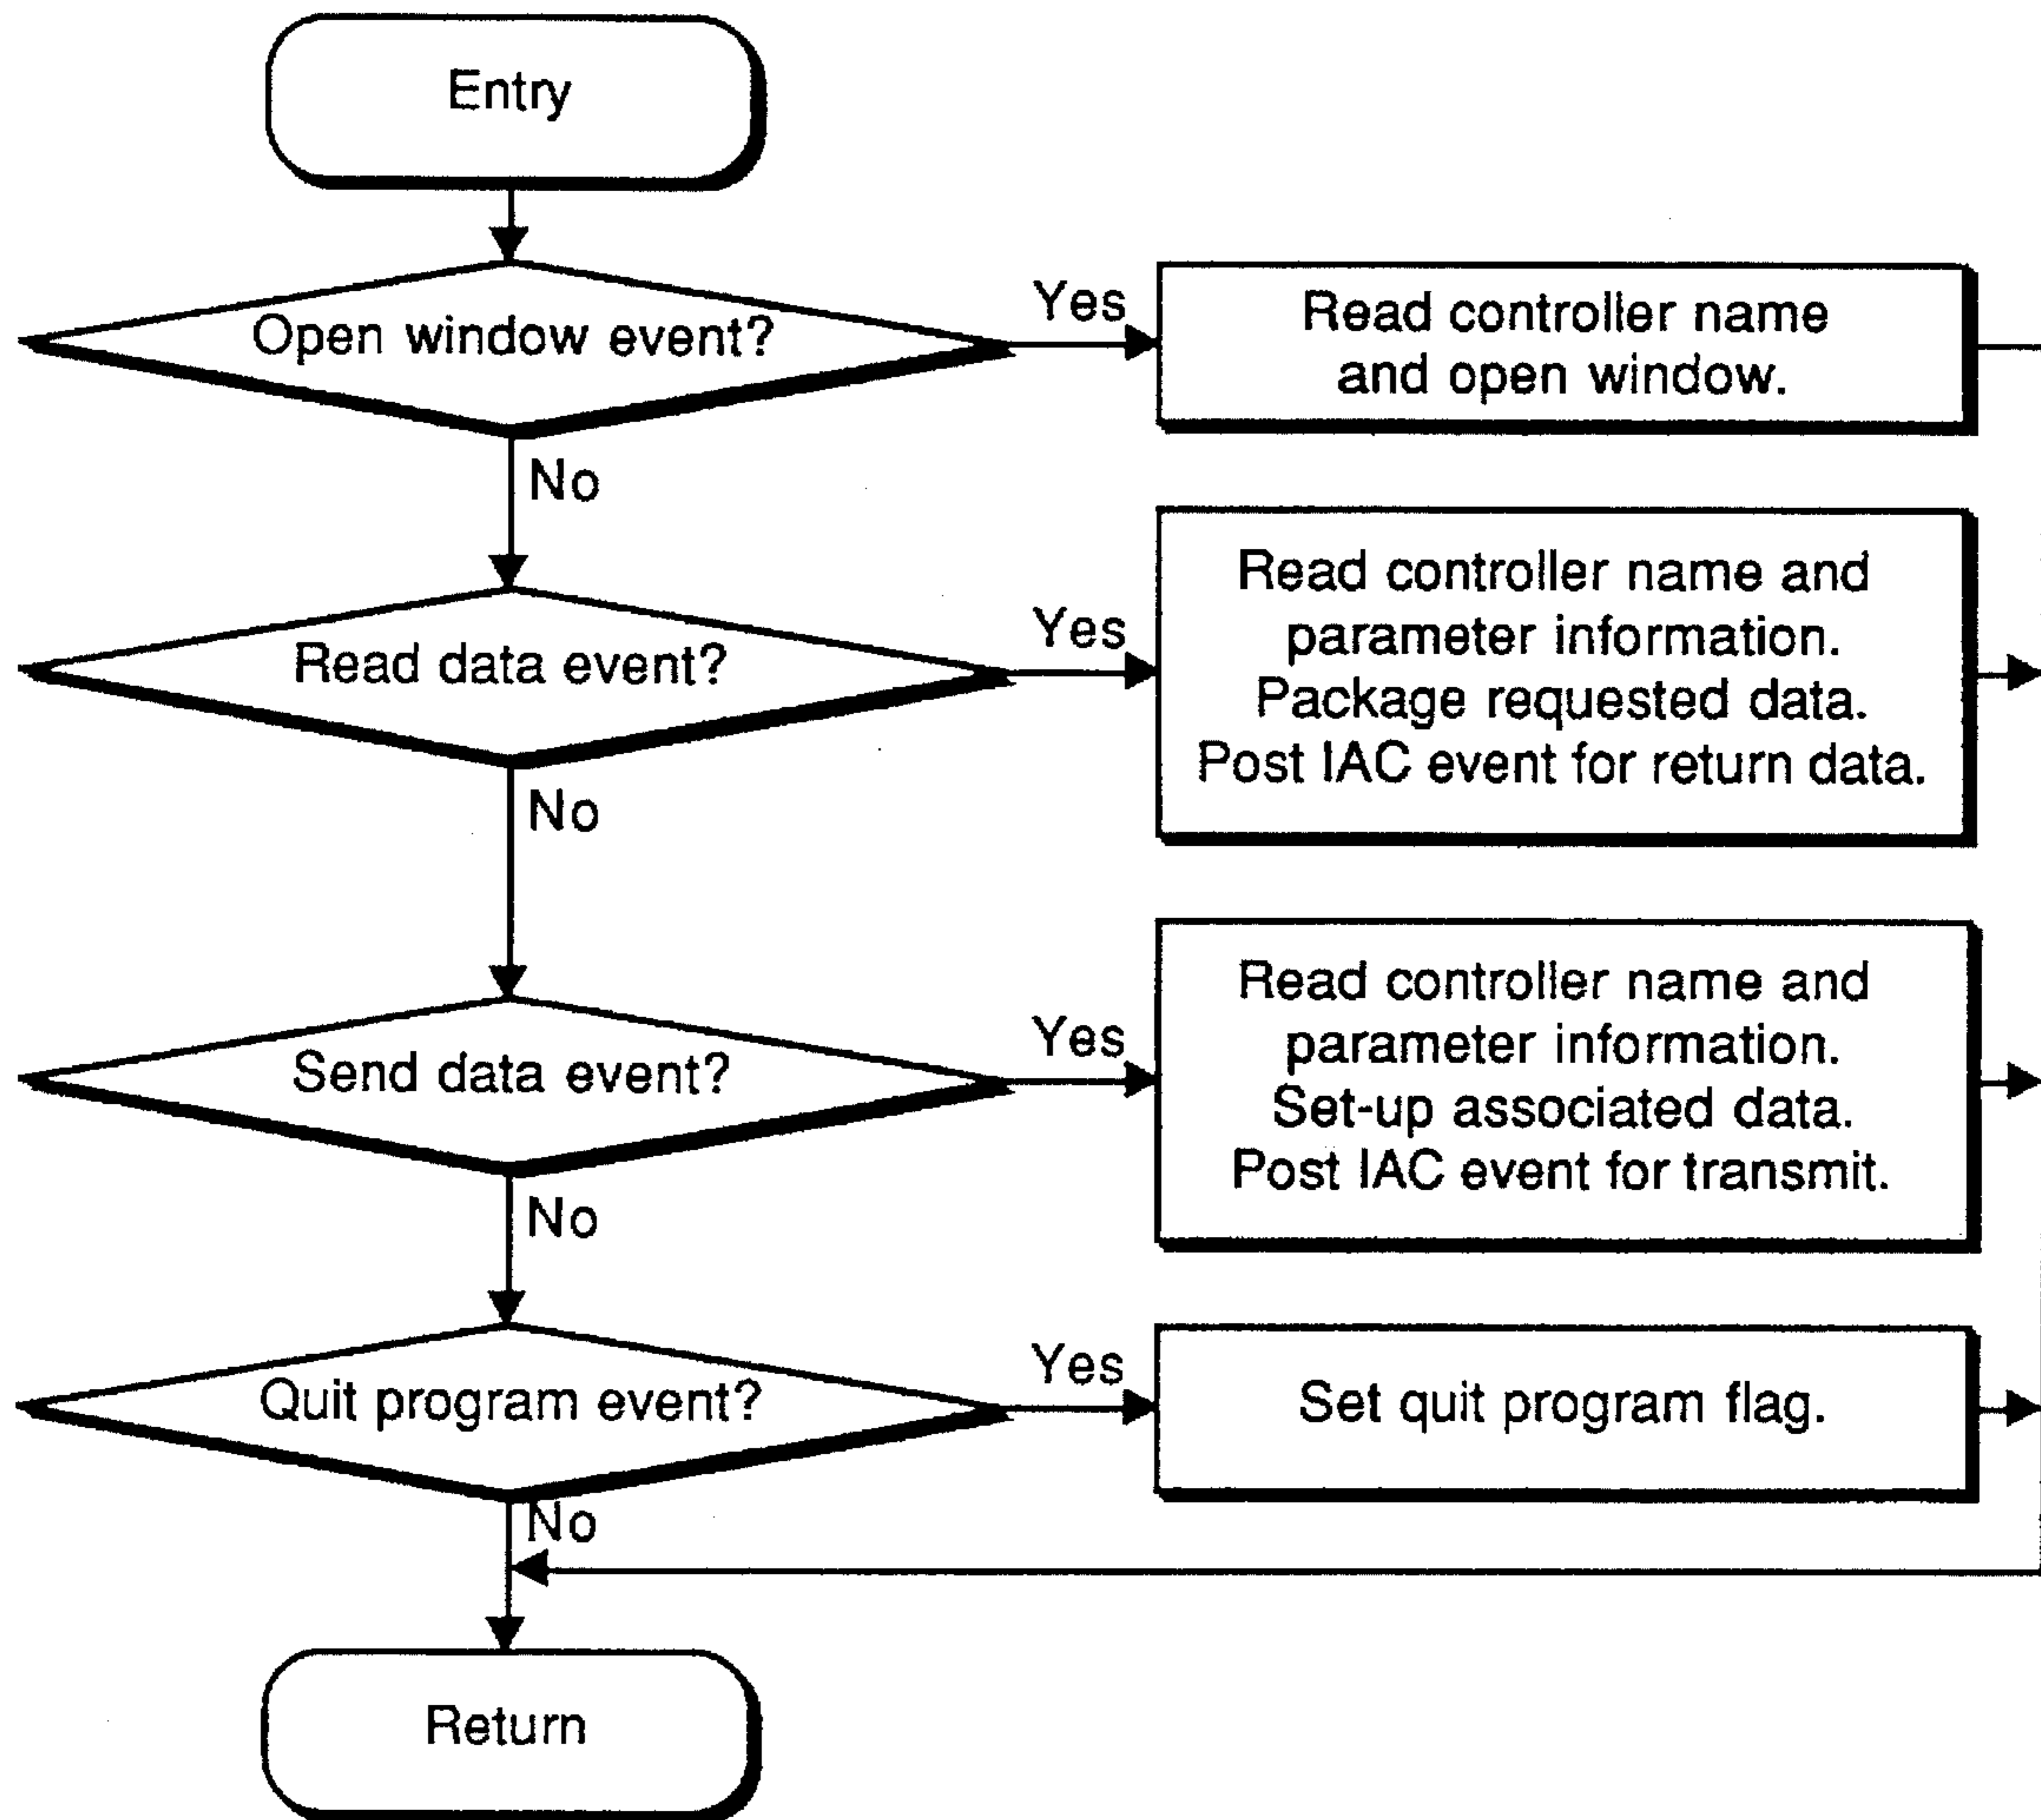 Entry
Open window event?
Yes
Read controller name
and open window.
No
Read data event?
Yes
Read controller name and
parameter information.
Package requested data.
Post IAC event for return data.
No
Send data event?
Yes
Read controller name and
parameter information.
Set-up associated data.
Post IAC event for transmit.
No
Quit program event?
Yes
Set quit program flag.
No
Return